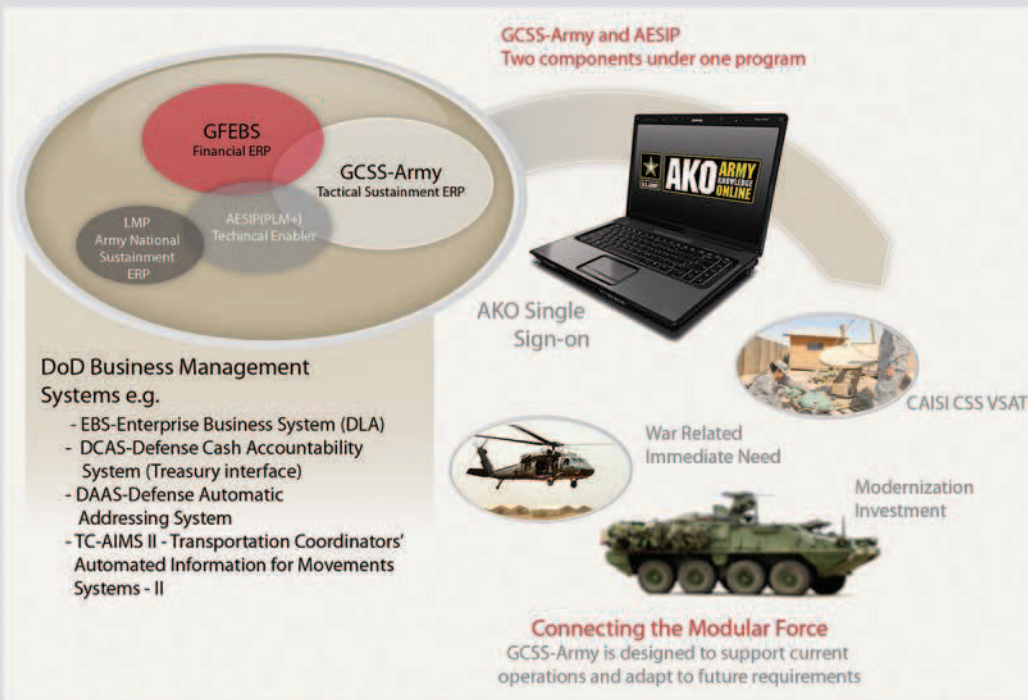 GCSS-Army and AESIP
Two components under one program
GFEBS
Financial ERP
GCSS-Army
Tactical Sustainment ERP
AESIP(PLM+)
Techincal Enabler
LMP
Army National
Sustainment
ERP
U.S. ARMY
AKO ARMY
KNOWLEDGE
ONLINE
AKO Single
Sign-on
DoD Business Management
Systems e.g.
- EBS-Enterprise Business System (DLA)
- DCAS-Defense Cash Accountability
System (Treasury interface)
- DAAS-Defense Automatic
Addressing System
- TC-AIMS II - Transportation Coordinators'
Automated Information for Movements
Systems - II
CAISI CSS VSAT
War Related
Immediate Need
Modernization
Investment
Connecting the Modular Force
GCSS-Army is designed to support current
operations and adapt to future requirements